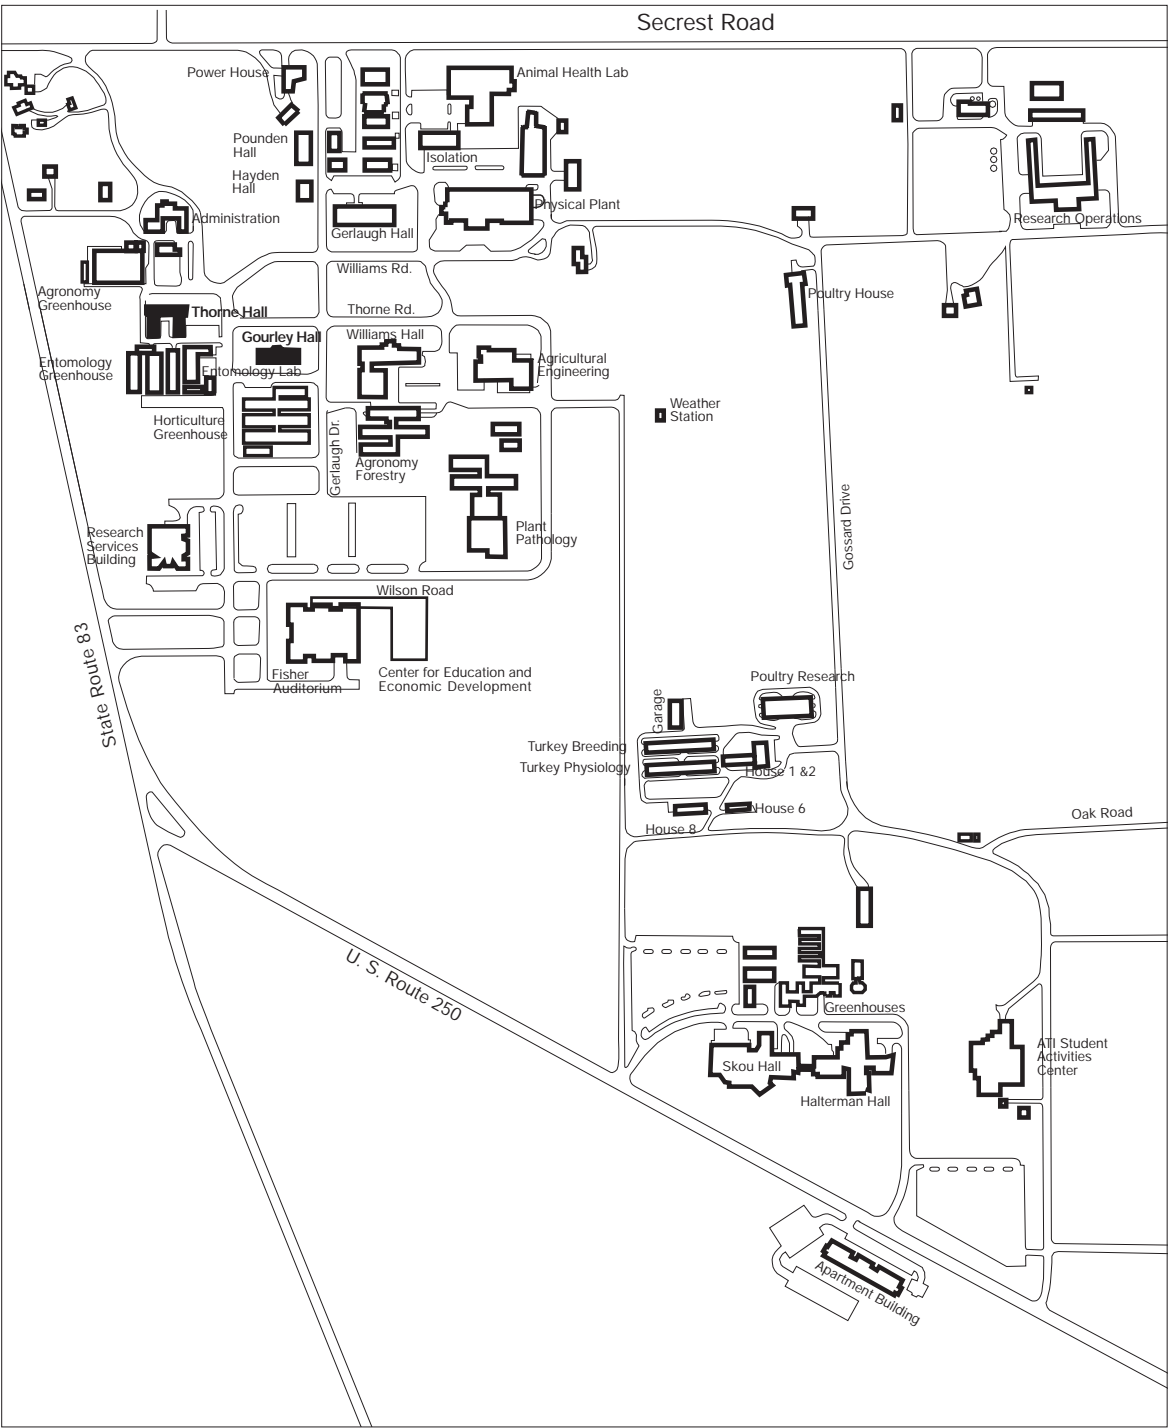 Secrest Road
Power House
Animal Health Lab
Pounden
Hall
Isolation
Hayden
Hall
Administration
Gerlaugh Hall
Physical Plant
Research Operations
Williams Rd.
Agronomy
Greenhouse
Poultry House
Thorne Hall
Thorne Rd.
Gourley Hall
Williams Hall
Entomology
Greenhouse
Entomology Lab
Agricultural
Engineering
Weather
Station
Horticulture
Greenhouse
Gerlaugh Dr.
Agronomy
Forestry
Gossard Drive
Research
Services
Building
Plant
Pathology
Wilson Road
State Route 83
Fisher
Auditorium
Center for Education and
Economic Development
Poultry Research
Garage
Turkey Breeding
Turkey Physiology
House 1 &2
House 6
House 8
Oak Road
U. S. Route 250
Greenhouses
Skou Hall
ATI Student
Activities
Center
Halterman Hall
Apartment Building